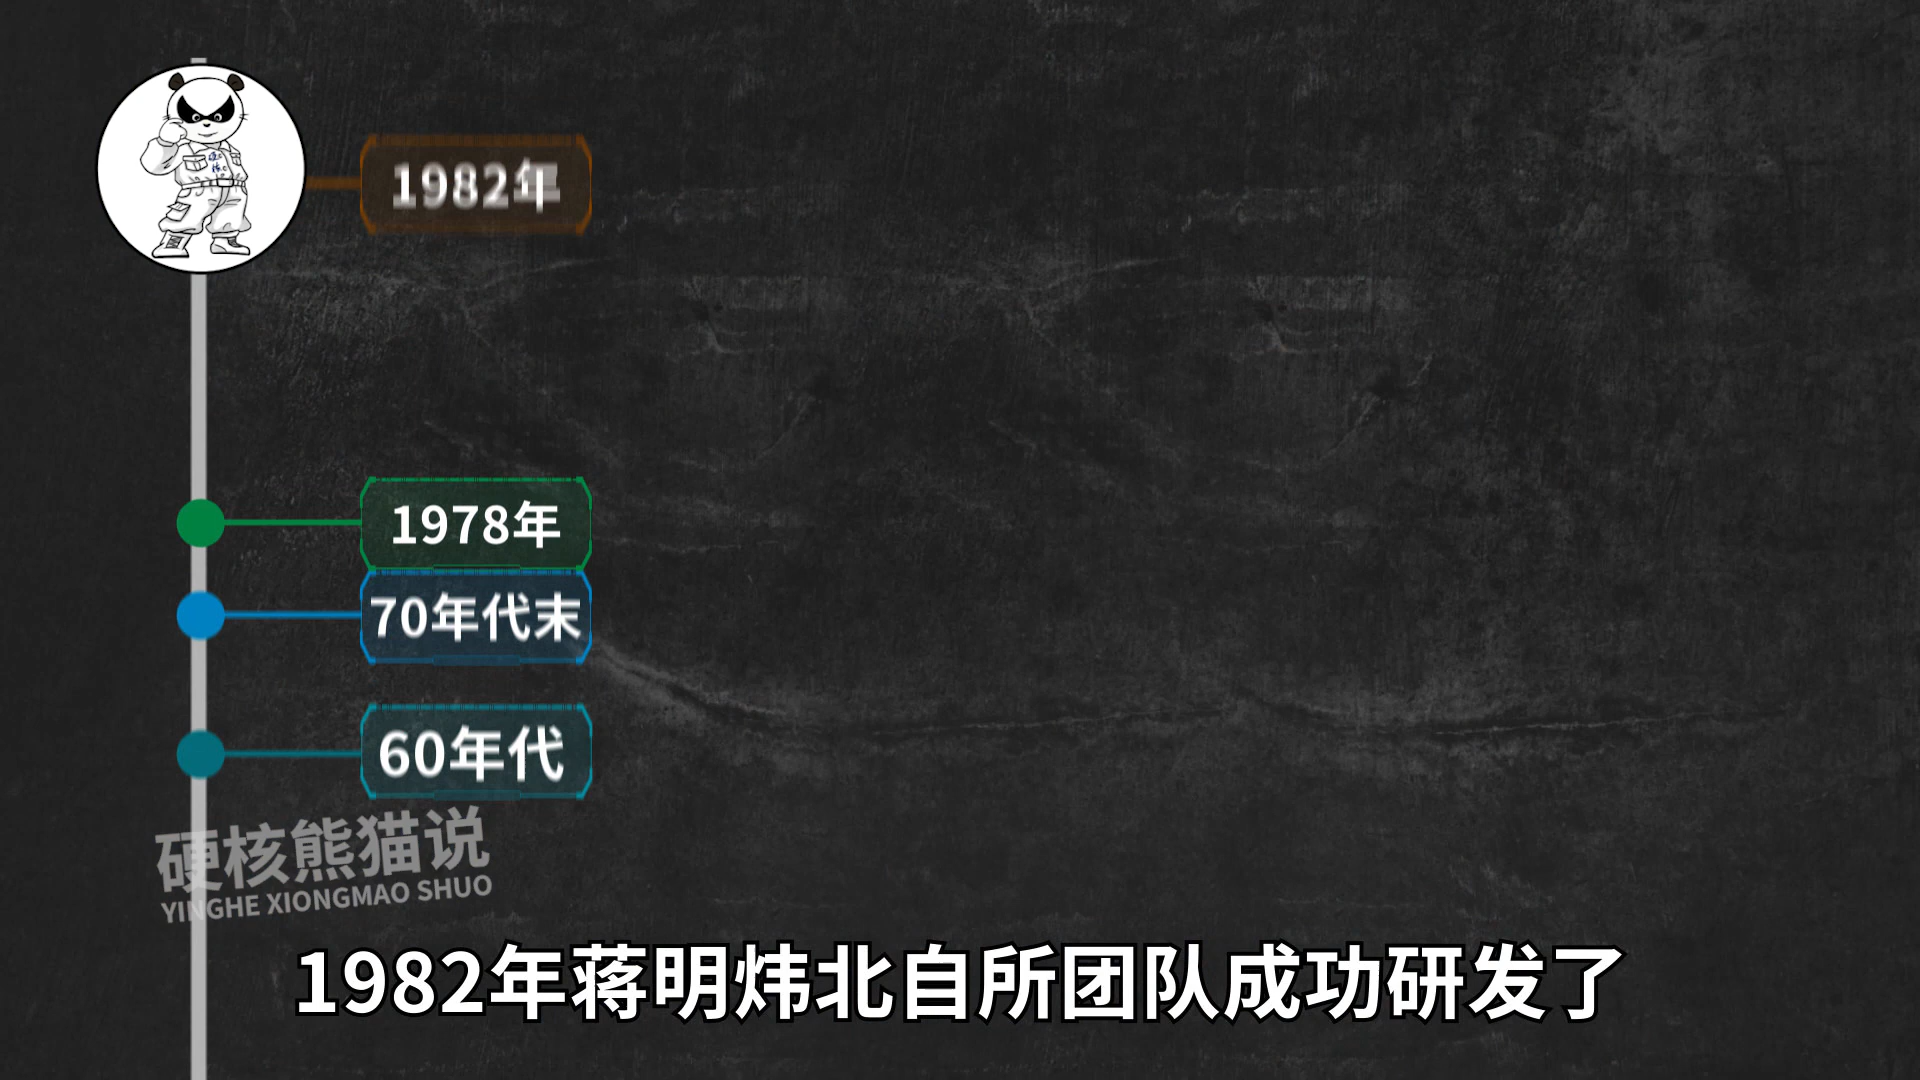 1982年
1978年
70年代末
60年代
硬核熊猫说
YINGHE XIONGMAO SHUO
1982年蒋明炜北自所团队成功研发了